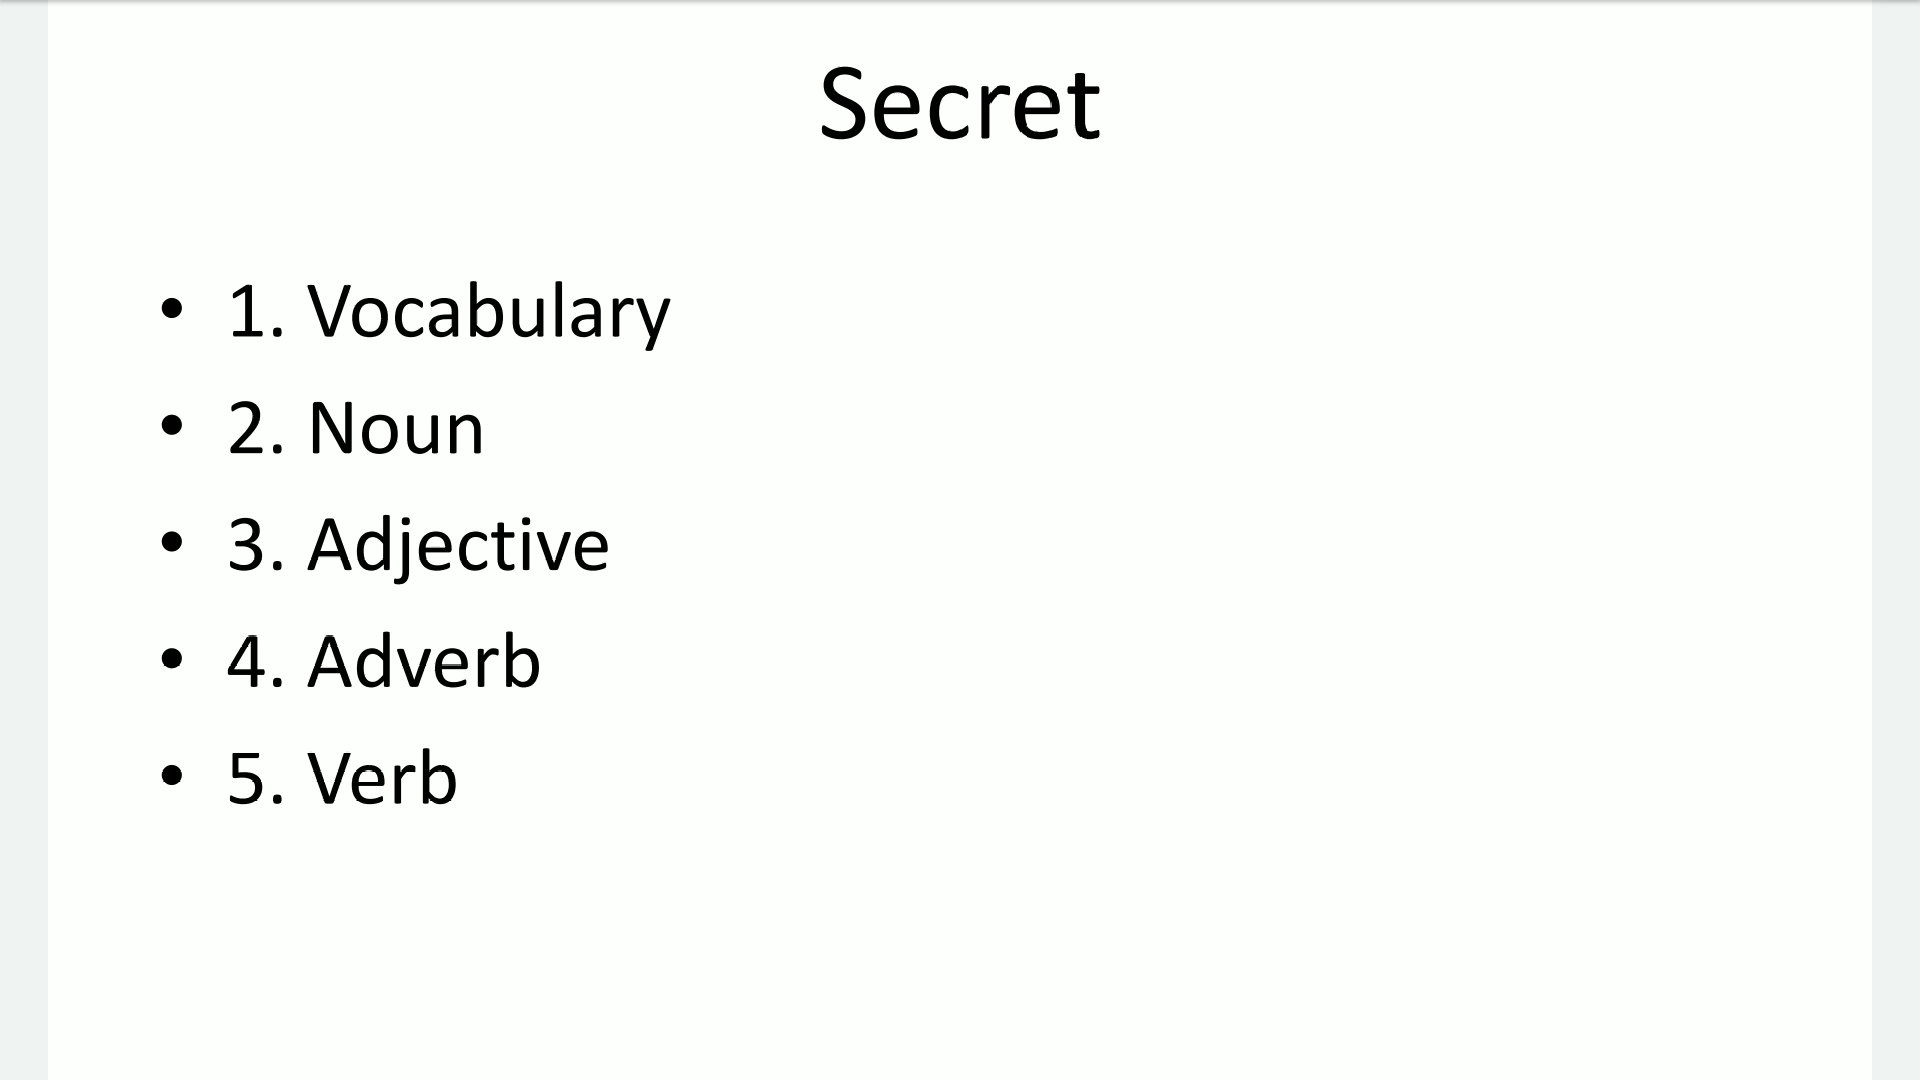 Secret
• 1. Vocabulary
• 2. Noun
• 3. Adjective
• 4. Adverb
• 5. Verb